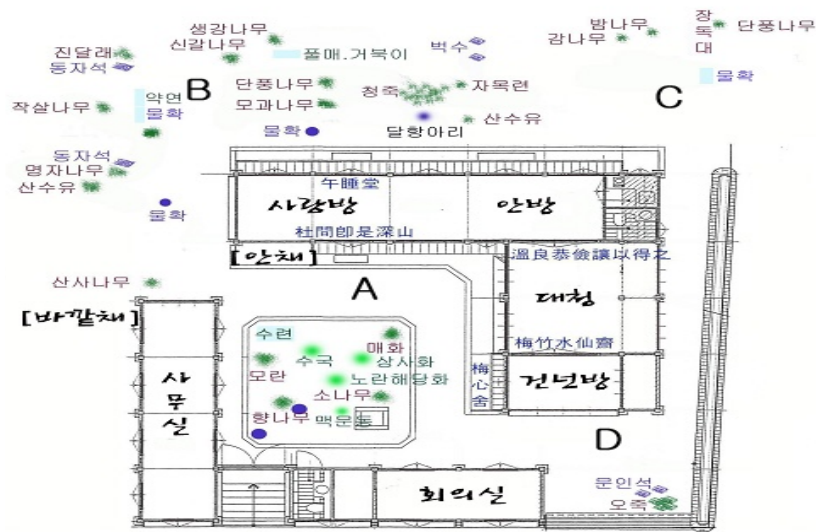 생강나무
신갈나무
진달래
동자석
풀매.거북이
벅수
밤나무
감나무
장독대
단풍나무
B
C
약연
물확
작살나무
단풍나무
모과나무
청죽
자목련
산수유
물확
달항아리
동자석
영자나무
산수유
물확
午睡堂
사랑방
안방
杜門卽是深山
[안채]
溫良恭儉讓以得之
대청
산사나무
A
[바깥채]
수련
매화
수국
상사화
모란
노란해당화
소나무
향나무
맥문동
梅竹水仙齋
梅心舍
건넌방
사무실
D
회의실
문인석
오죽